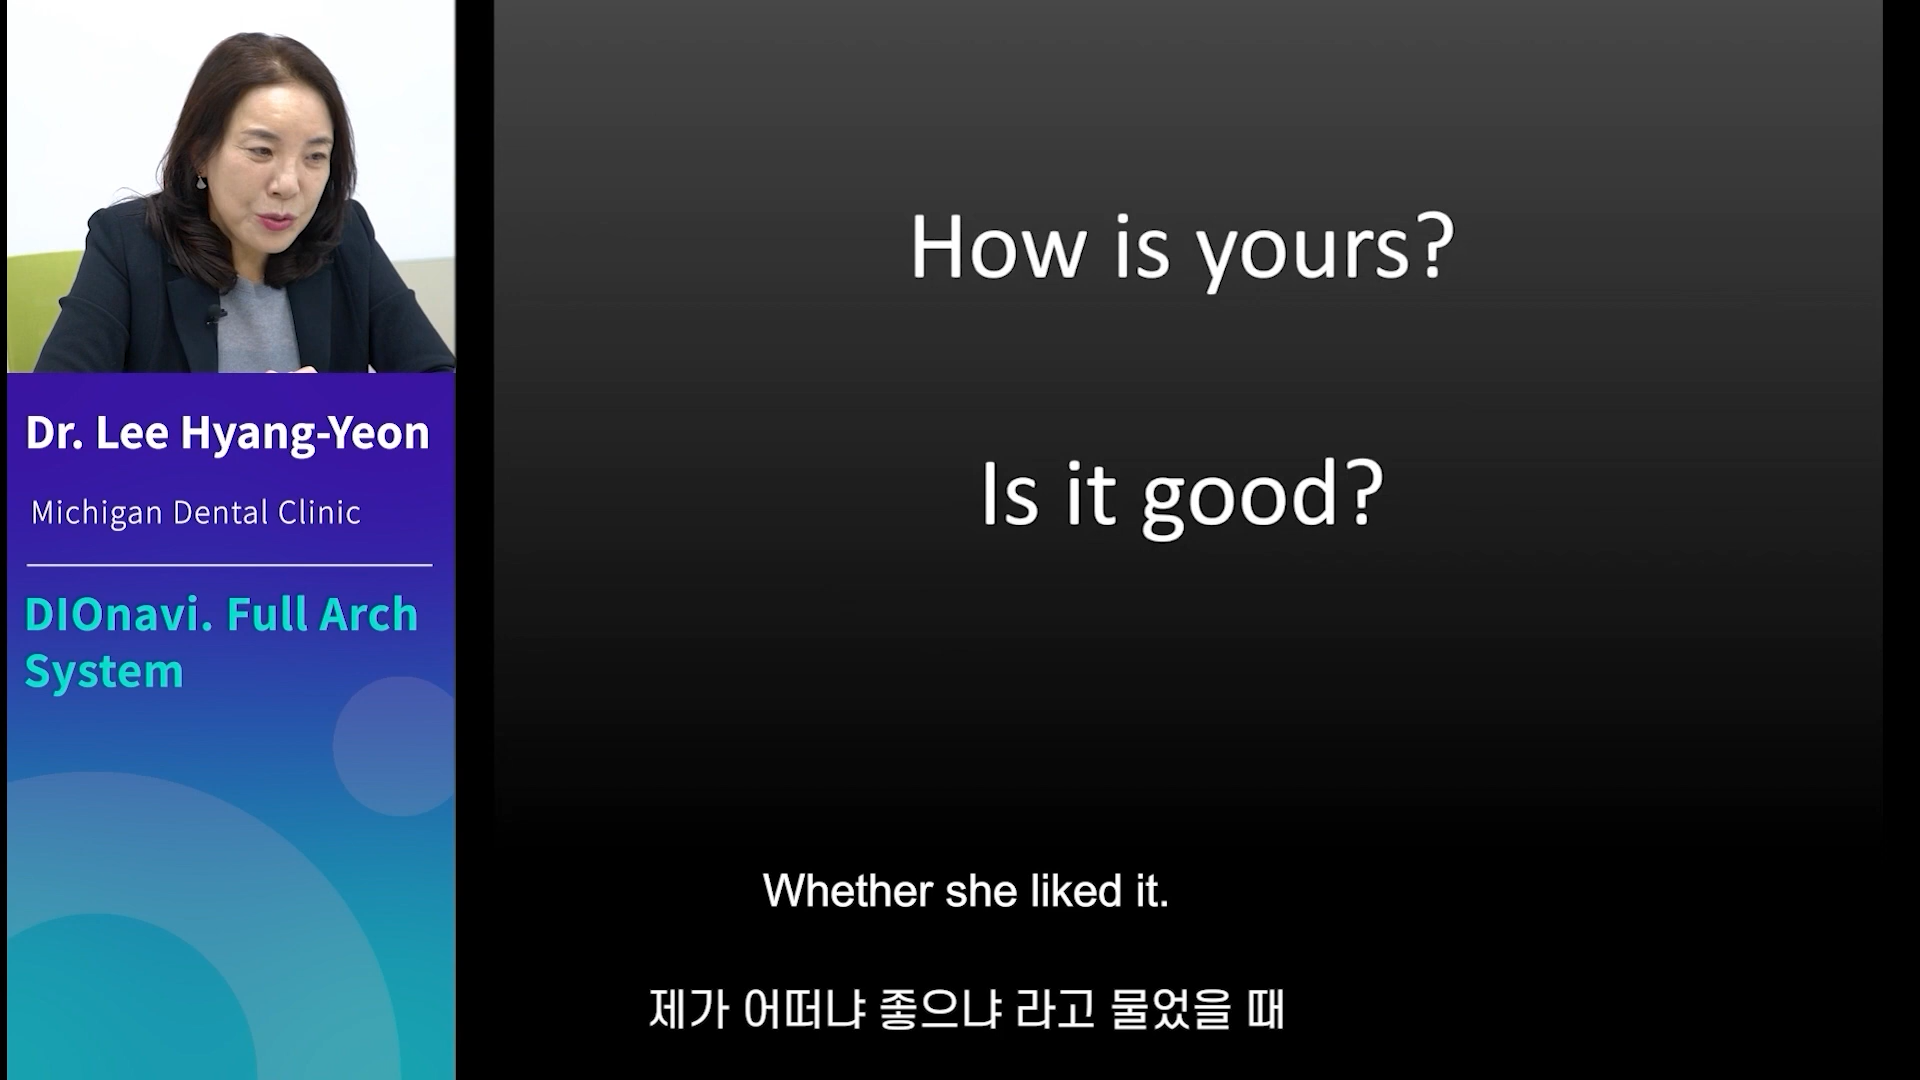 Dr. Lee Hyang-Yeon
Michigan Dental Clinic
DIOnavi. Full Arch
System
How is yours?
Is it good?
Whether she liked it.
제가 어떠냐 좋으냐 라고 물었을 때